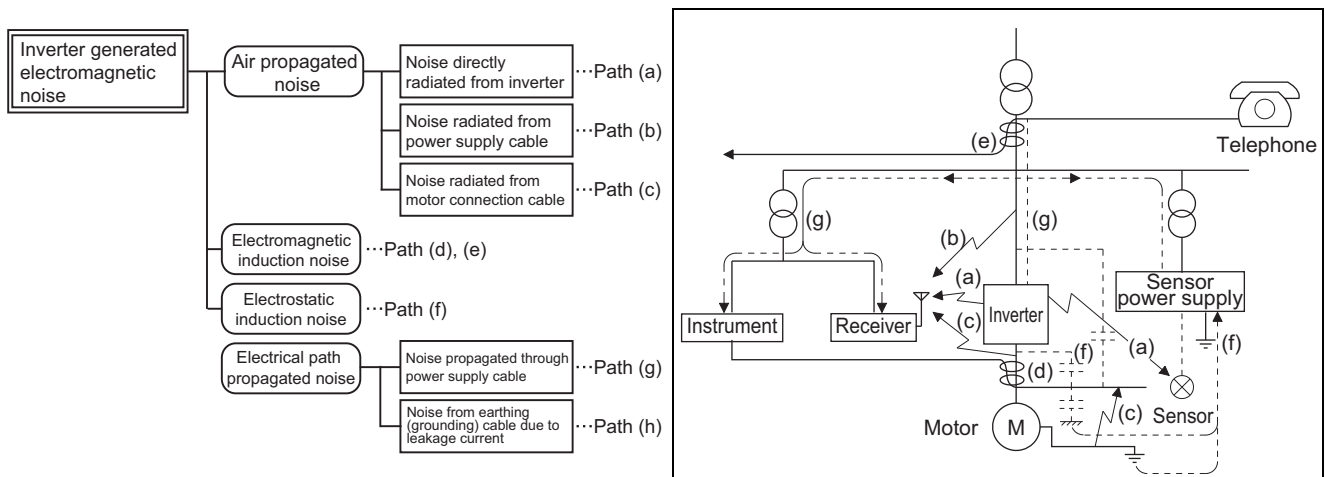 Inverter generated
electromagnetic
noise
Air propagated
noise
Noise directly
radiated from inverter
···Path (a)
Noise radiated from
power supply cable
···Path (b)
Noise radiated from
motor connection cable
···Path (c)
Electromagnetic
induction noise
···Path (d), (e)
Electrostatic
induction noise
···Path (f)
Electrical path
propagated noise
Noise propagated through
power supply cable
···Path (g)
Noise from earthing
(grounding) cable due to
leakage current
···Path (h)
(e)
Telephone
(g)
(g)
(b)
(a)
Sensor
power supply
Instrument
Receiver
Inverter
(c)
(f)
(a)
(f)
(d)
Sensor
(c)
Motor
M